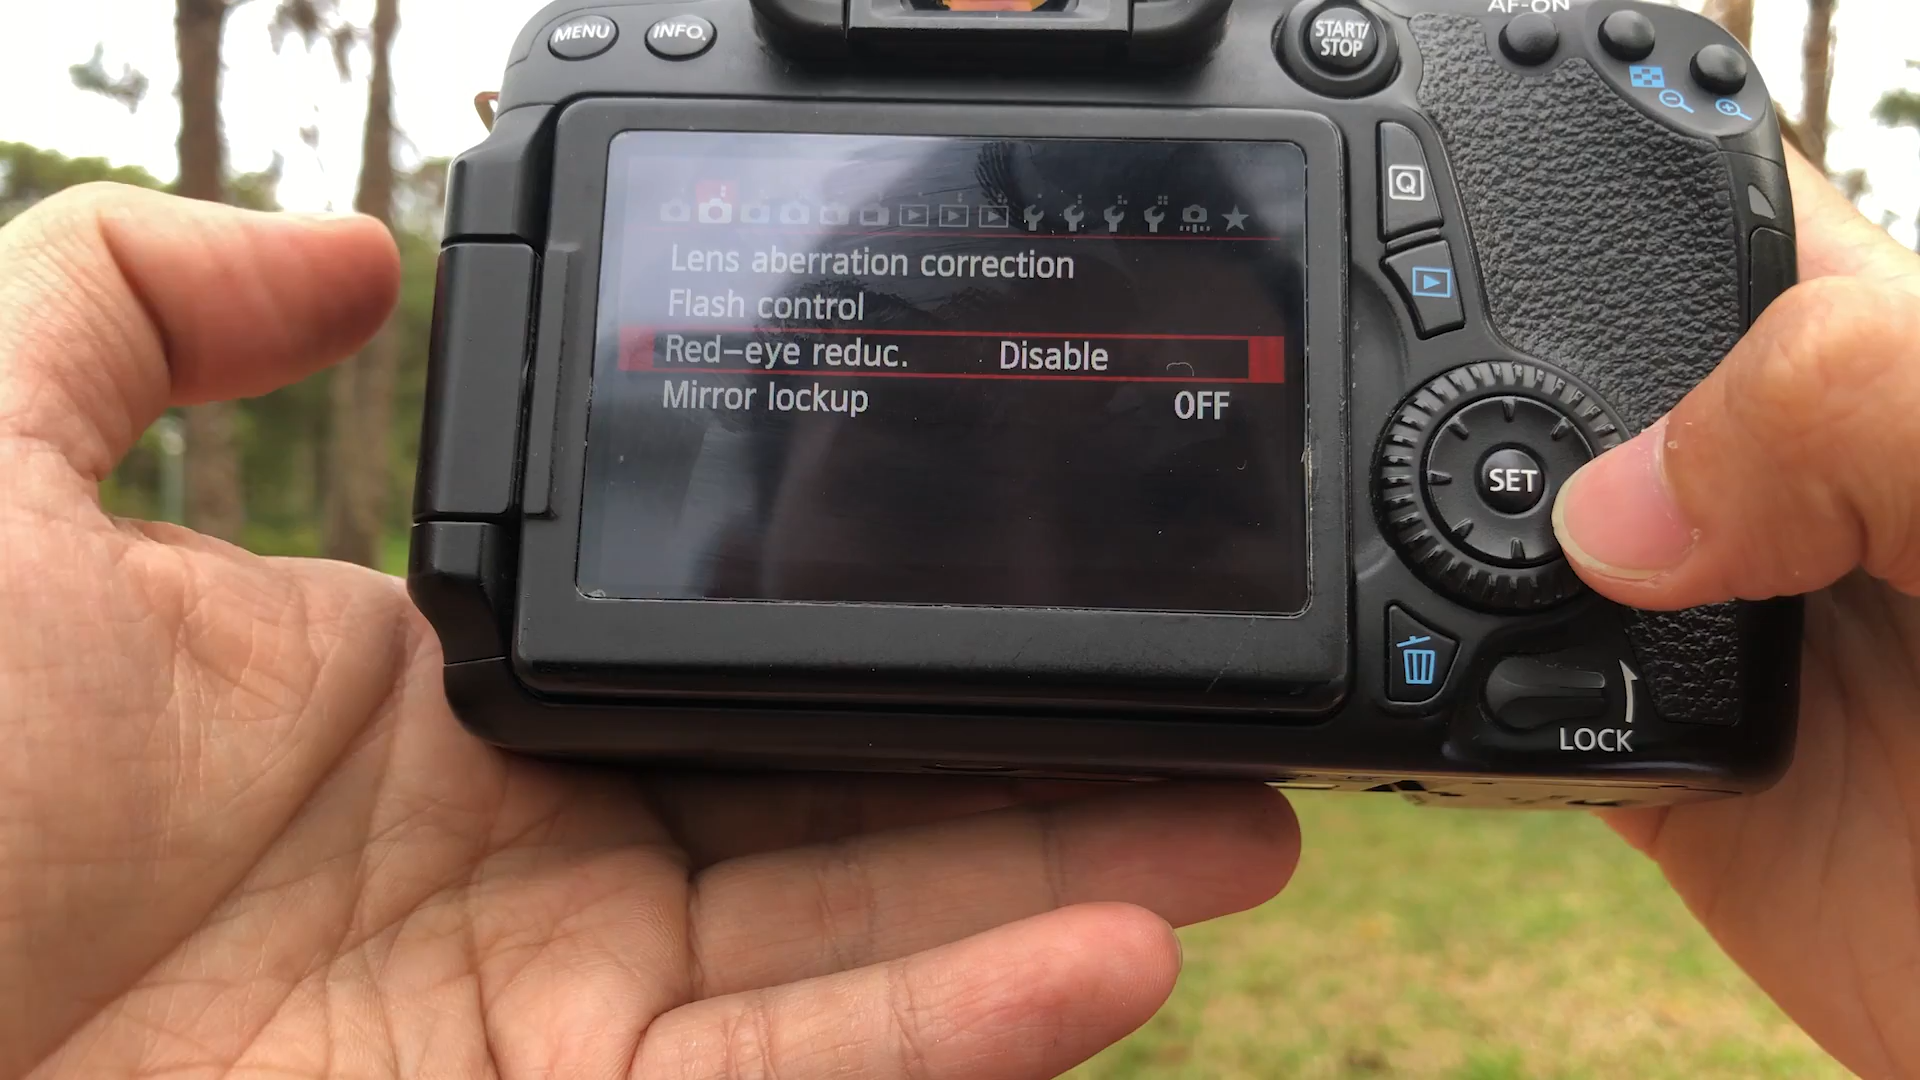 MENU INFO.
START/
STOP
AF-ON
Q
Lens aberration correction
Flash control
Red-eye reduc. Disable
Mirror lockup OFF
SET
LOCK